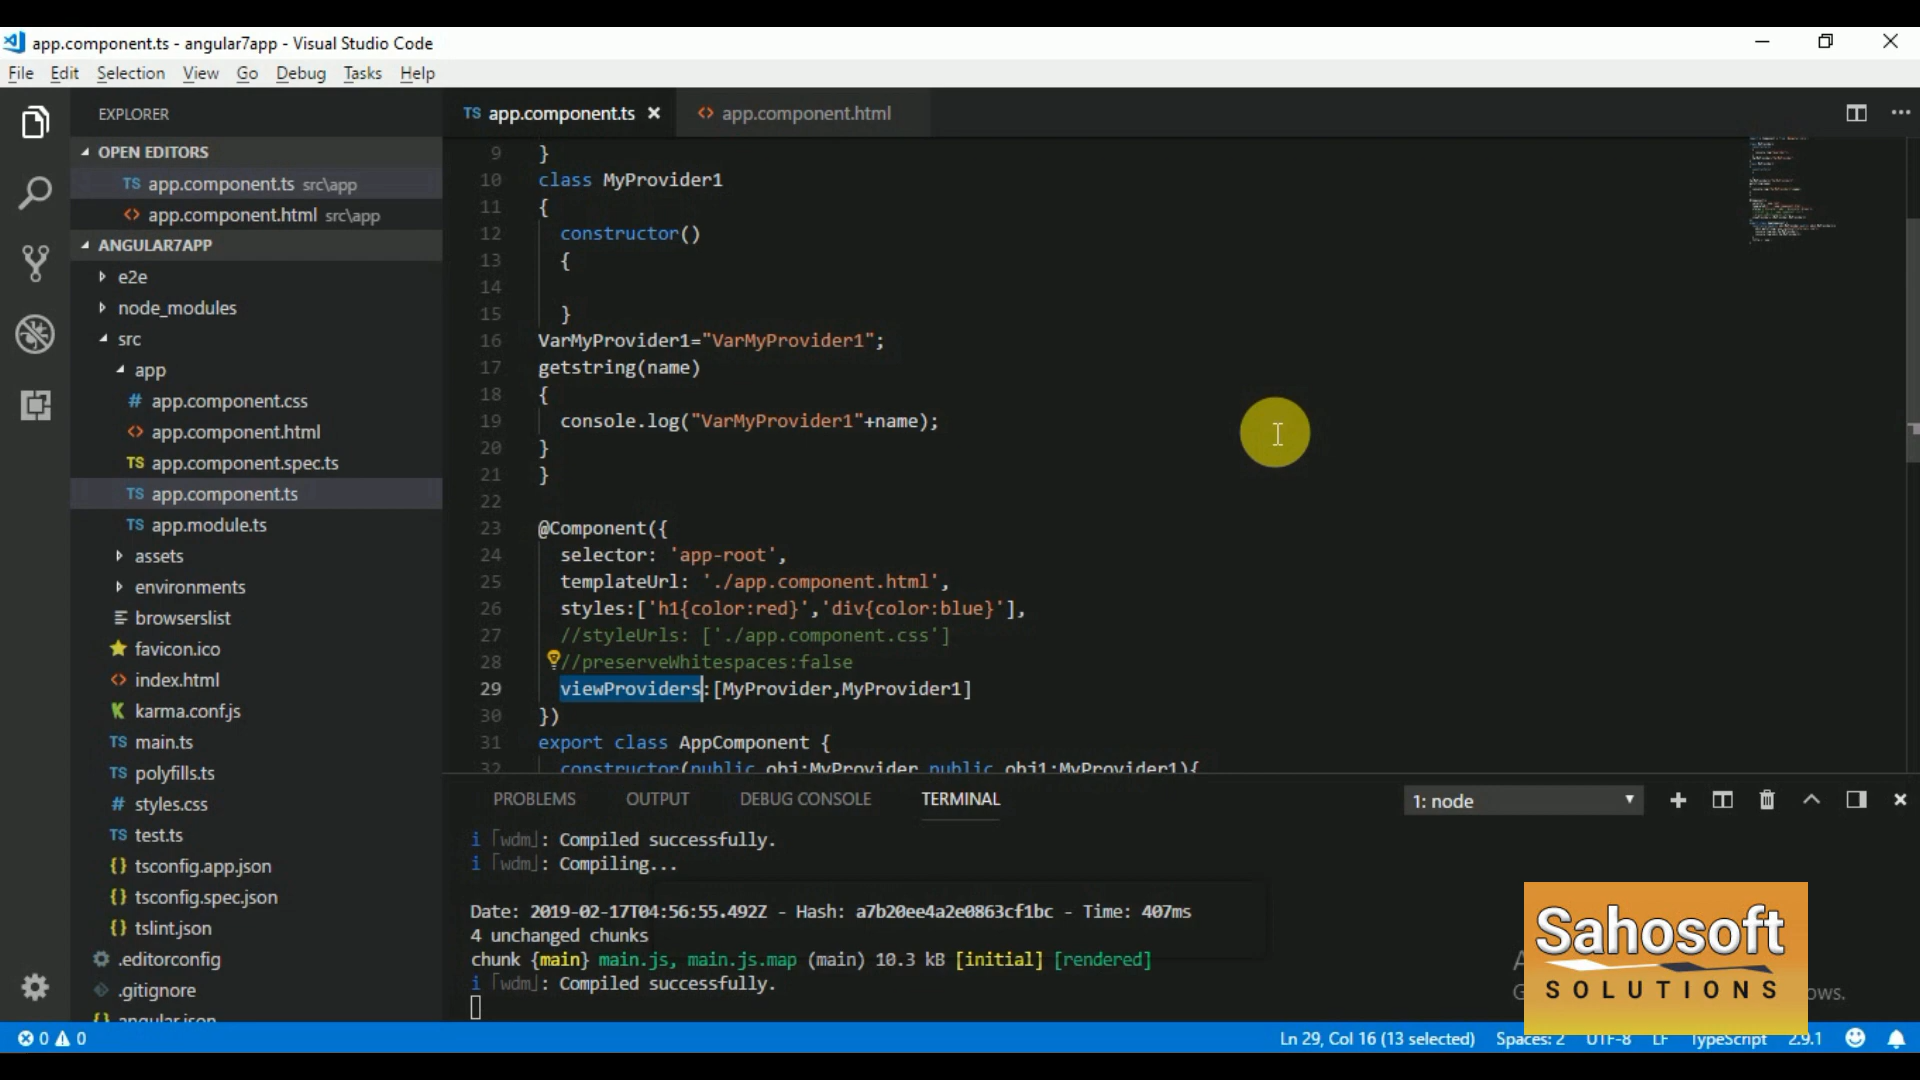 app.component.ts - angular7app - Visual Studio Code
File Edit Selection View Go Debug Tasks Help
EXPLORER
OPEN EDITORS
TS app.component.ts src\app
<> app.component.html src\app
ANGULAR7APP
e2e
node_modules
src
app
# app.component.css
<> app.component.html
TS app.component.spec.ts
TS app.component.ts
TS app.module.ts
assets
environments
browserslist
favicon.ico
<> index.html
karma.conf.js
TS main.ts
TS polyfills.ts
# styles.css
TS test.ts
{} tsconfig.app.json
{} tsconfig.spec.json
{} tslint.json
.editorconfig
.gitignore
{} angular.json
TS app.component.ts × <> app.component.html
9 }
10 class MyProvider1
11 {
12 constructor()
13 {
14
15 }
16 VarMyProvider1="VarMyProvider1";
17 getstring(name)
18 {
19 console.log("VarMyProvider1"+name);
20 }
21 }
22
23 @Component({
24 selector: 'app-root',
25 templateUrl: './app.component.html',
26 styles:['h1{color:red}','div{color:blue}'],
27 //styleUrls: ['./app.component.css']
28 //preserveWhitespaces:false
29 viewProviders:[MyProvider,MyProvider1]
30 })
31 export class AppComponent {
32 constructor(public obj:MyProvider,public obj1:MyProvider1){
PROBLEMS OUTPUT DEBUG CONSOLE TERMINAL 1: node
i ｢wdm｣: Compiled successfully.
i ｢wdm｣: Compiling...
Date: 2019-02-17T04:56:55.492Z - Hash: a7b20ee4a2e0863cf1bc - Time: 407ms
4 unchanged chunks
chunk {main} main.js, main.js.map (main) 10.3 kB [initial] [rendered]
i ｢wdm｣: Compiled successfully.
Sahosoft
SOLUTIONS
0 0 Ln 29, Col 16 (13 selected) Spaces: 2 UTF-8 LF TypeScript 2.9.1